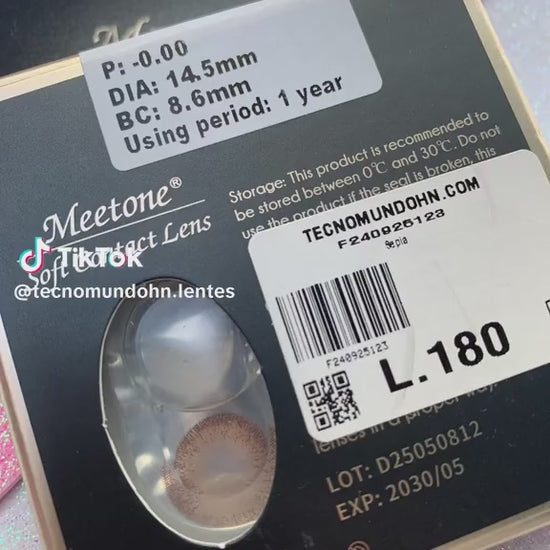 P: -0.00
DIA: 14.5mm
BC: 8.6mm
Using period: 1 year
Meetone®
Soft Contact Lens
Storage: This product is recommended to
be stored between 0℃ and 30℃. Do not
use the product if the seal is broken, this
TECNOMUNDOHN.COM
F240925123
Sepia
F240925123
L.180
lenses in a proper way.
LOT: D25050812
EXP: 2030/05
TikTok
@tecnomundohn.lentes